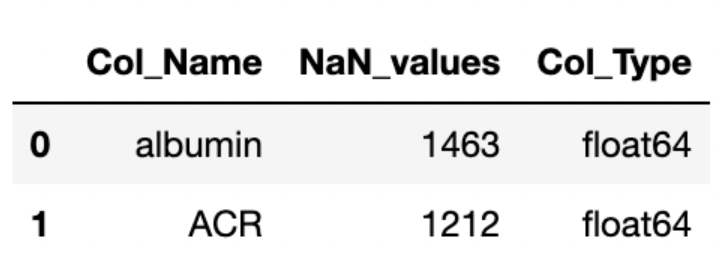 Col_Name NaN_values Col_Type
0 albumin 1463 float64
1 ACR 1212 float64